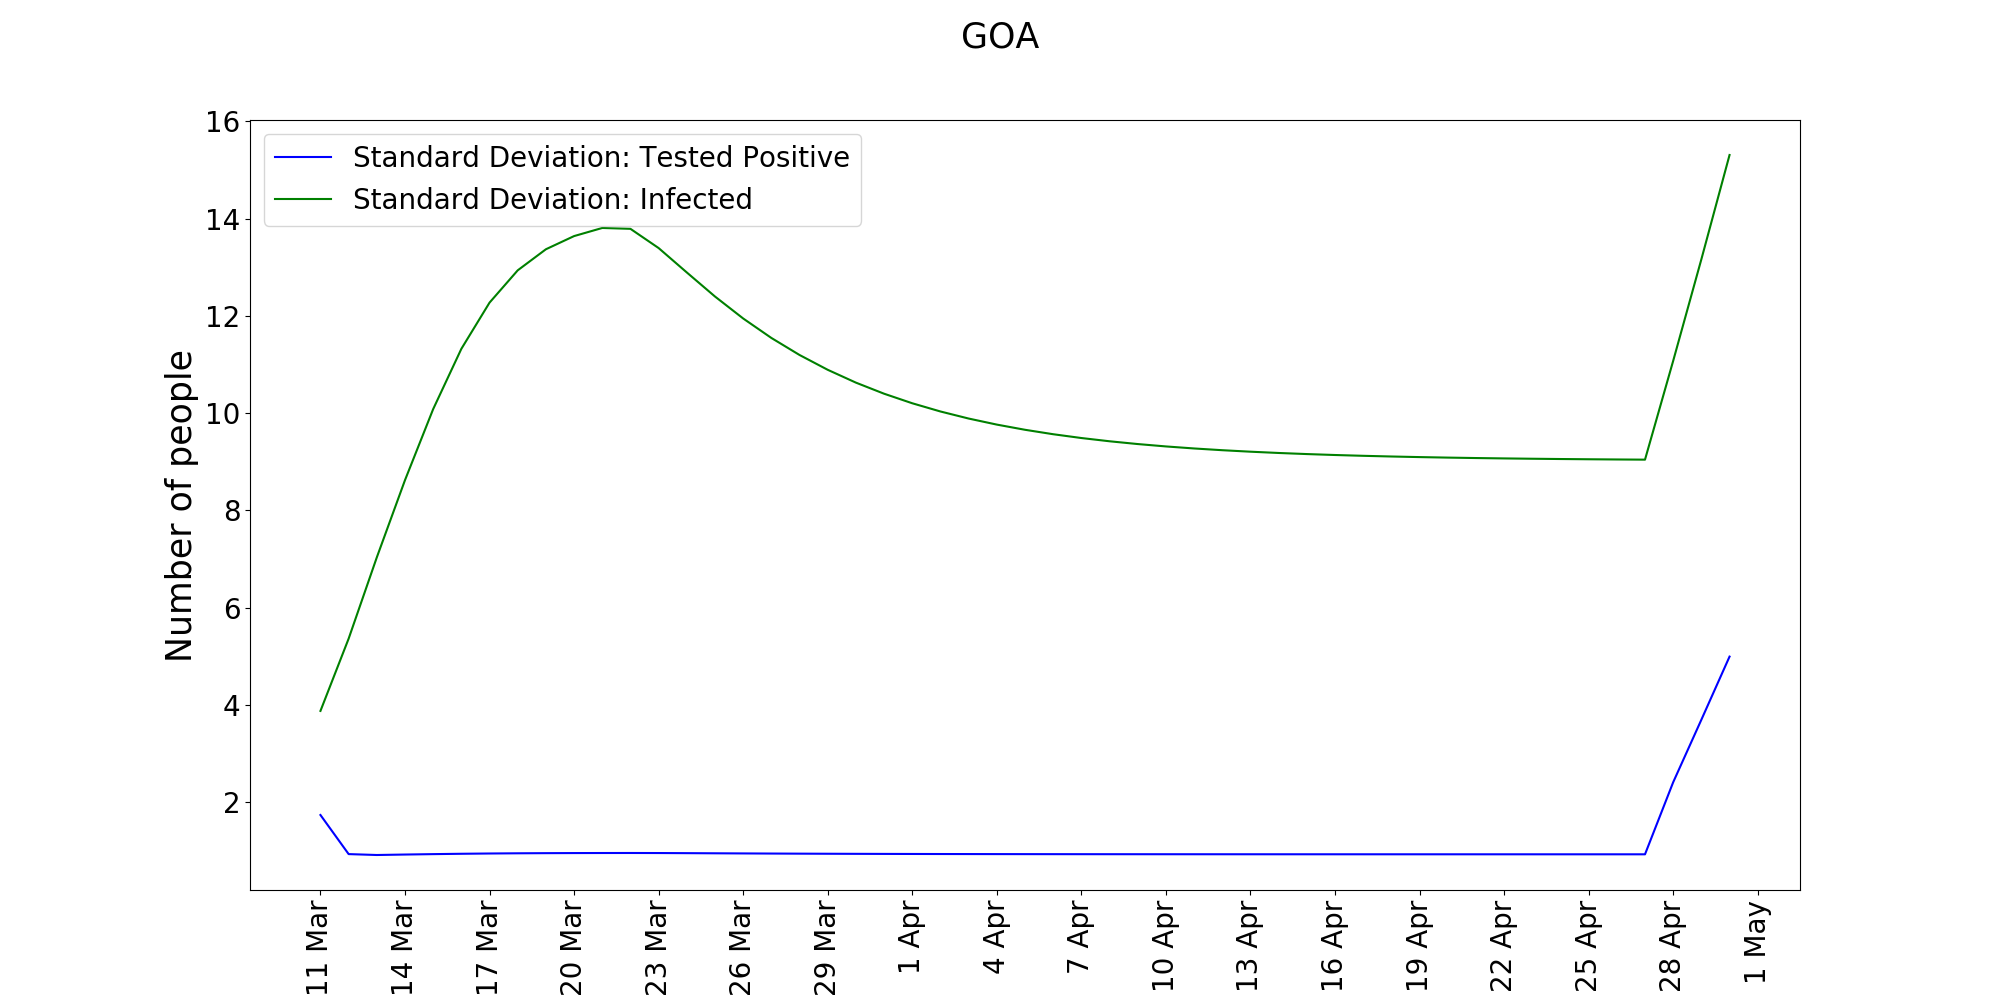 GOA
16
14
12
10
8
6
4
2
Number of people
Standard Deviation: Tested Positive
Standard Deviation: Infected
11 Mar
14 Mar
17 Mar
20 Mar
23 Mar
26 Mar
29 Mar
1 Apr
4 Apr
7 Apr
10 Apr
13 Apr
16 Apr
19 Apr
22 Apr
25 Apr
28 Apr
1 May